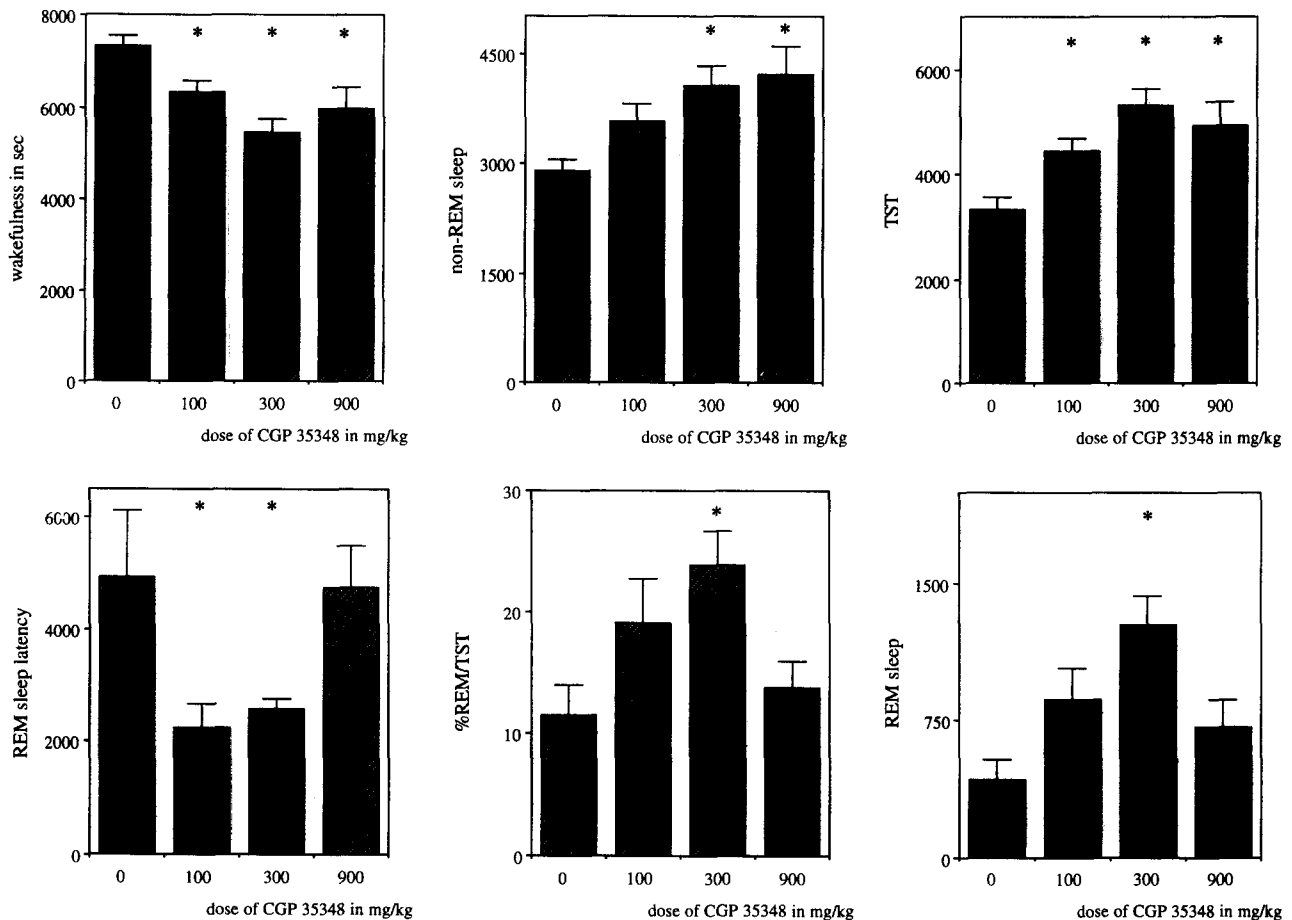 8000
6000
4000
2000
0
wakefulness in sec
* * *
0 100 300 900
dose of CGP 35348 in mg/kg
4500
3000
1500
0
non-REM sleep
* *
0 100 300 900
dose of CGP 35348 in mg/kg
6000
4000
2000
0
TST
* * *
0 100 300 900
dose of CGP 35348 in mg/kg
6000
4000
2000
0
REM sleep latency
* *
0 100 300 900
dose of CGP 35348 in mg/kg
30
20
10
0
%REM/TST
*
0 100 300 900
dose of CGP 35348 in mg/kg
1500
750
0
REM sleep
*
0 100 300 900
dose of CGP 35348 in mg/kg